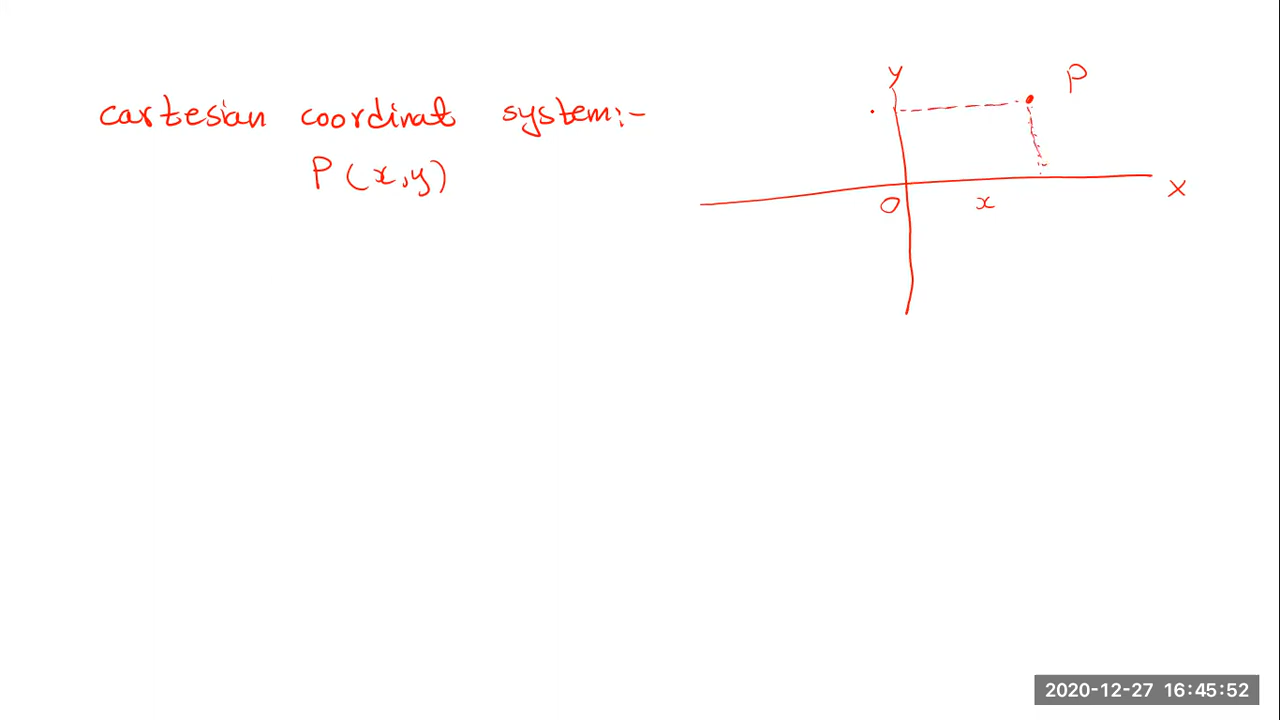 cartesian coordinat system:-
P(x,y)
y
P
O
x
X
2020-12-27 16:45:52